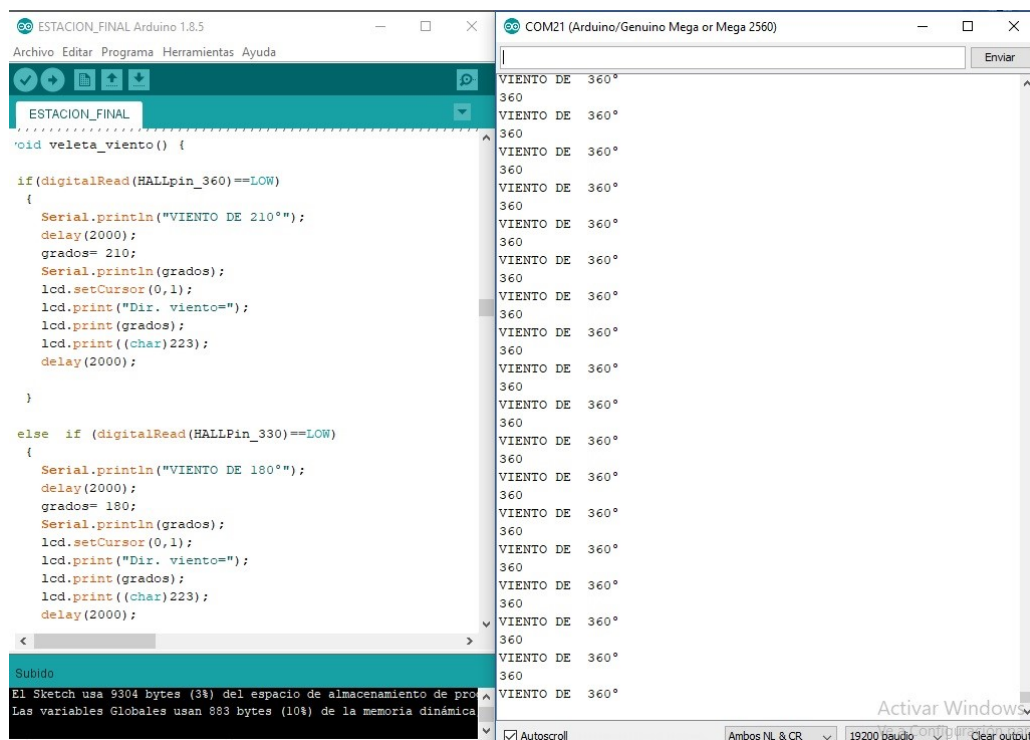 ESTACION_FINAL Arduino 1.8.5
Archivo Editar Programa Herramientas Ayuda
ESTACION_FINAL
oid veleta_viento() {
if(digitalRead(HALLpin_360)==LOW)
{
Serial.println("VIENTO DE 210°");
delay(2000);
grados= 210;
Serial.println(grados);
lcd.setCursor(0,1);
lcd.print("Dir. viento=");
lcd.print(grados);
lcd.print((char)223);
delay(2000);
}
else if (digitalRead(HALLPin_330)==LOW)
{
Serial.println("VIENTO DE 180°");
delay(2000);
grados= 180;
Serial.println(grados);
lcd.setCursor(0,1);
lcd.print("Dir. viento=");
lcd.print(grados);
lcd.print((char)223);
delay(2000);
Subido
El Sketch usa 9304 bytes (3%) del espacio de almacenamiento de pro
Las variables Globales usan 883 bytes (10%) de la memoria dinámica
COM21 (Arduino/Genuino Mega or Mega 2560)
Enviar
VIENTO DE 360°
360
VIENTO DE 360°
360
VIENTO DE 360°
360
VIENTO DE 360°
360
VIENTO DE 360°
360
VIENTO DE 360°
360
VIENTO DE 360°
360
VIENTO DE 360°
360
VIENTO DE 360°
360
VIENTO DE 360°
360
VIENTO DE 360°
360
VIENTO DE 360°
360
VIENTO DE 360°
360
VIENTO DE 360°
360
VIENTO DE 360°
360
VIENTO DE 360°
360
VIENTO DE 360°
360
VIENTO DE 360°
Activar Windows
Ve a Configuración par
Autoscroll
Ambos NL & CR
19200 baudio
Clear output